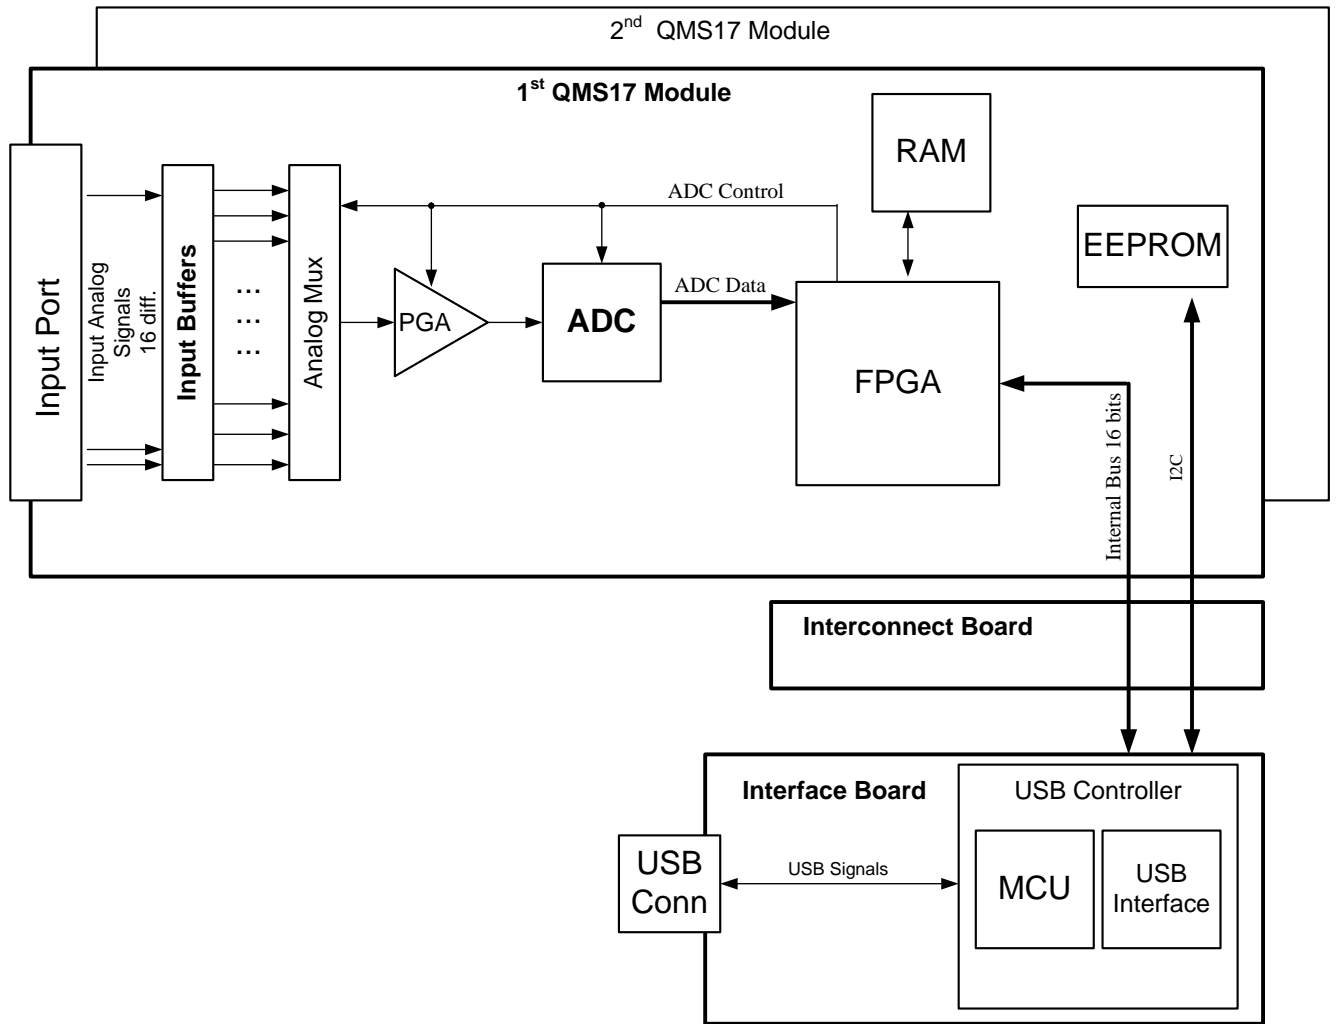 2nd QMS17 Module
1st QMS17 Module
RAM
ADC Control
EEPROM
Input Port
Input Analog
Signals
16 diff.
Input Buffers
...
...
...
Analog Mux
PGA
ADC
ADC Data
FPGA
Internal Bus 16 bits
I2C
Interconnect Board
Interface Board
USB Controller
USB
Conn
USB Signals
MCU
USB
Interface